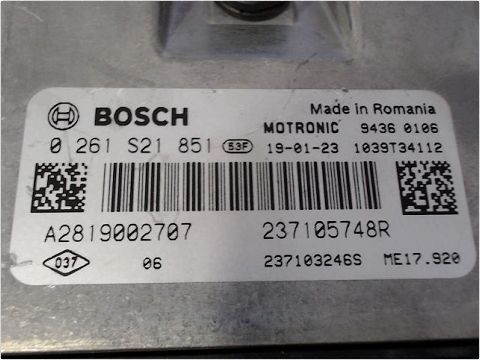 BOSCH Made in Romania
MOTRONIC 9436 0106
0 261 S21 851 53F 19-01-23 1039T34112
A2819002707 237105748R
037 06 237103246S ME17.920